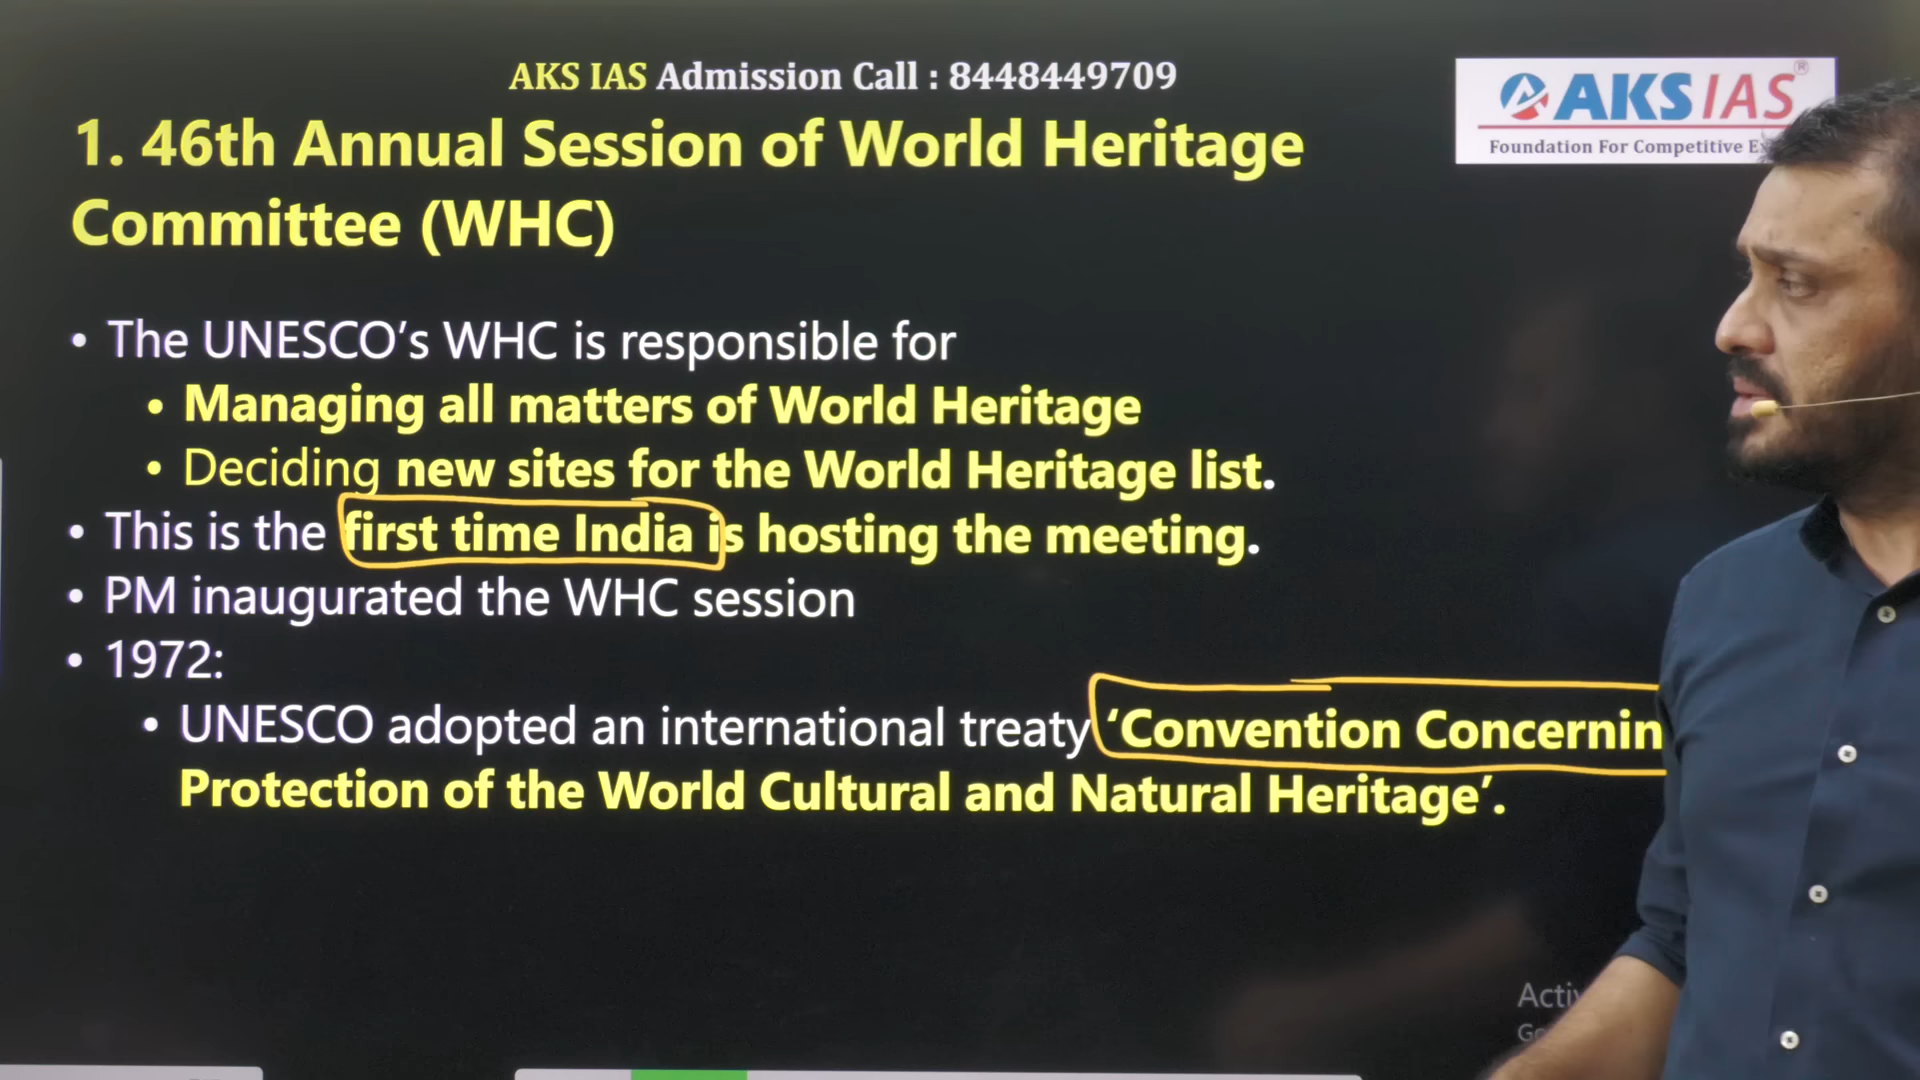 AKS IAS Admission Call : 8448449709
AKS IAS®
Foundation For Competitive
1. 46th Annual Session of World Heritage
Committee (WHC)
• The UNESCO’s WHC is responsible for
• Managing all matters of World Heritage
• Deciding new sites for the World Heritage list.
• This is the first time India is hosting the meeting.
• PM inaugurated the WHC session
• 1972:
• UNESCO adopted an international treaty ‘Convention Concernin
Protection of the World Cultural and Natural Heritage’.